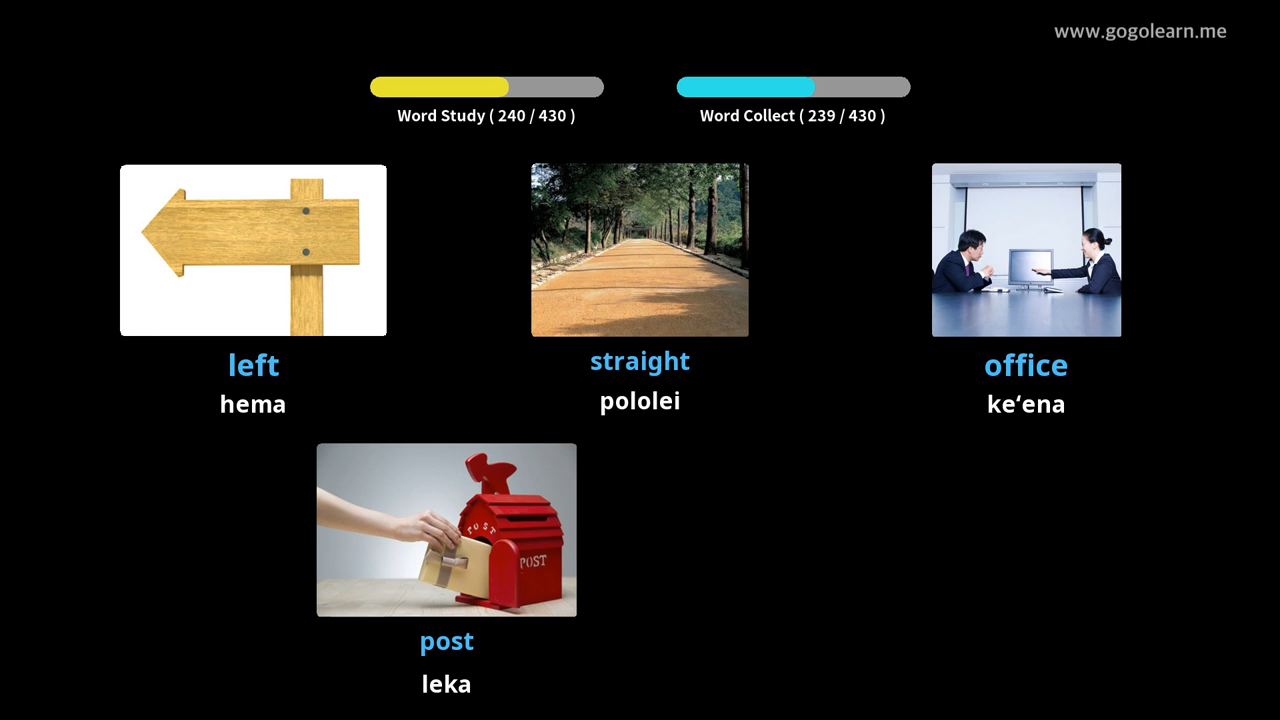 www.gogolearn.me
Word Study ( 240 / 430 )
Word Collect ( 239 / 430 )
left
hema
straight
pololei
office
keʻena
POST
POST
post
leka